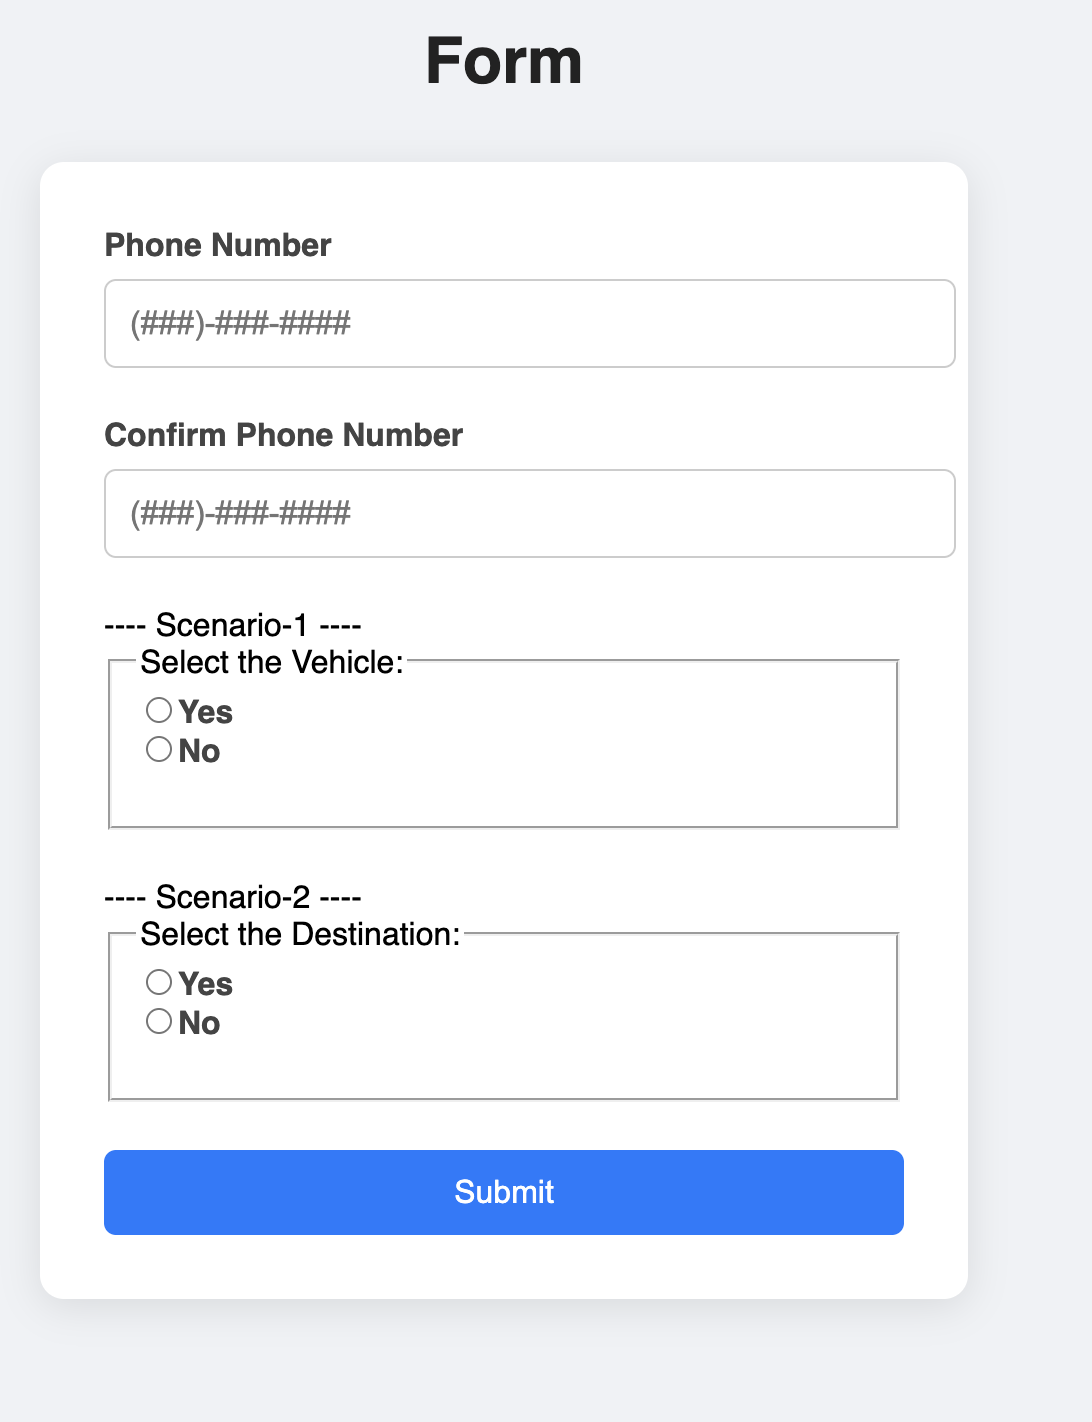 Form
Phone Number
(###)-###-####
Confirm Phone Number
(###)-###-####
---- Scenario-1 ----
Select the Vehicle:
Yes
No
---- Scenario-2 ----
Select the Destination:
Yes
No
Submit